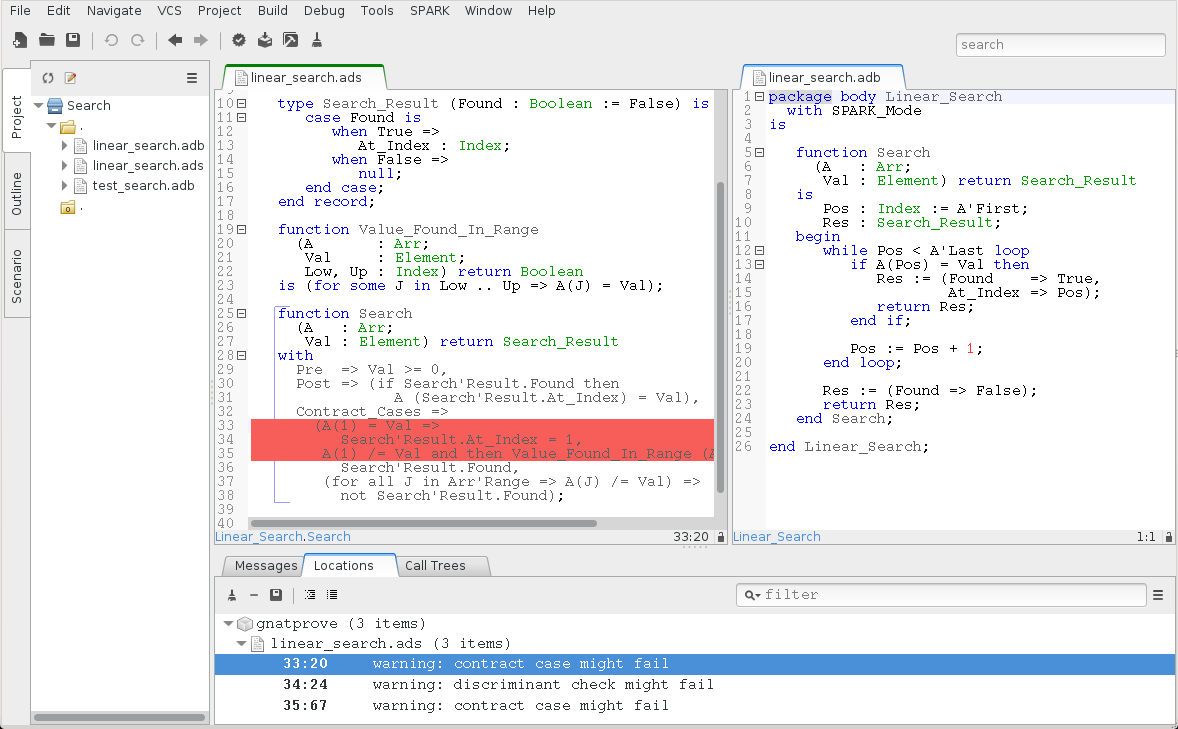 File Edit Navigate VCS Project Build Debug Tools SPARK Window Help
search
Project
Outline
Scenario
Search
.
linear_search.adb
linear_search.ads
test_search.adb
.
linear_search.ads
10 type Search_Result (Found : Boolean := False) is
11 case Found is
12 when True =>
13 At_Index : Index;
14 when False =>
15 null;
16 end case;
17 end record;
18
19 function Value_Found_In_Range
20 (A : Arr;
21 Val : Element;
22 Low, Up : Index) return Boolean
23 is (for some J in Low .. Up => A(J) = Val);
24
25 function Search
26 (A : Arr;
27 Val : Element) return Search_Result
28 with
29 Pre => Val >= 0,
30 Post => (if Search'Result.Found then
31 A (Search'Result.At_Index) = Val),
32 Contract_Cases =>
33 (A(1) = Val =>
34 Search'Result.At_Index = 1,
35 A(1) /= Val and then Value_Found_In_Range (A
36 Search'Result.Found,
37 (for all J in Arr'Range => A(J) /= Val) =>
38 not Search'Result.Found);
39
40
Linear_Search.Search 33:20
linear_search.adb
1 package body Linear_Search
2 with SPARK_Mode
3 is
4
5 function Search
6 (A : Arr;
7 Val : Element) return Search_Result
8 is
9 Pos : Index := A'First;
10 Res : Search_Result;
11 begin
12 while Pos < A'Last loop
13 if A(Pos) = Val then
14 Res := (Found => True,
15 At_Index => Pos);
16 return Res;
17 end if;
18
19 Pos := Pos + 1;
20 end loop;
21
22 Res := (Found => False);
23 return Res;
24 end Search;
25
26 end Linear_Search;
Linear_Search 1:1
Messages Locations Call Trees
filter
gnatprove (3 items)
linear_search.ads (3 items)
33:20 warning: contract case might fail
34:24 warning: discriminant check might fail
35:67 warning: contract case might fail